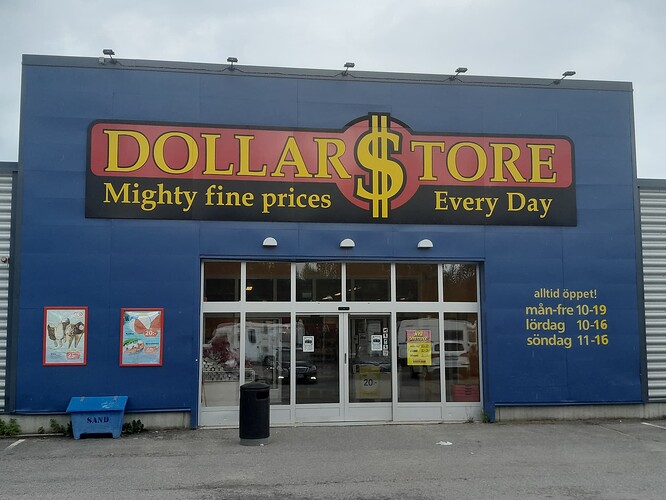 DOLLAR$TORE
Mighty fine prices
Every Day
alltid öppet!
mån-fre 10-19
lördag 10-16
söndag 11-16
SAND
20